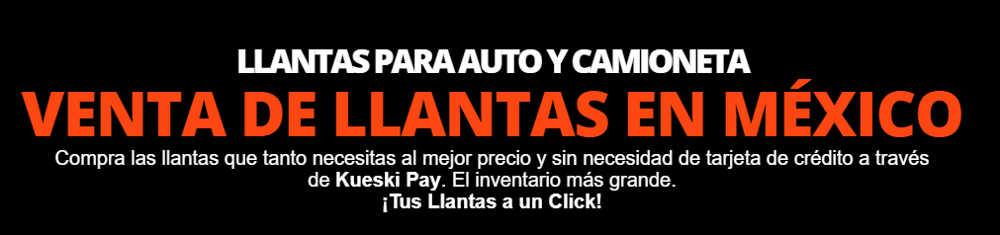 LLANTAS PARA AUTO Y CAMIONETA
VENTA DE LLANTAS EN MÉXICO
Compra las llantas que tanto necesitas al mejor precio y sin necesidad de tarjeta de crédito a través
de Kueski Pay. El inventario más grande.
¡Tus Llantas a un Click!